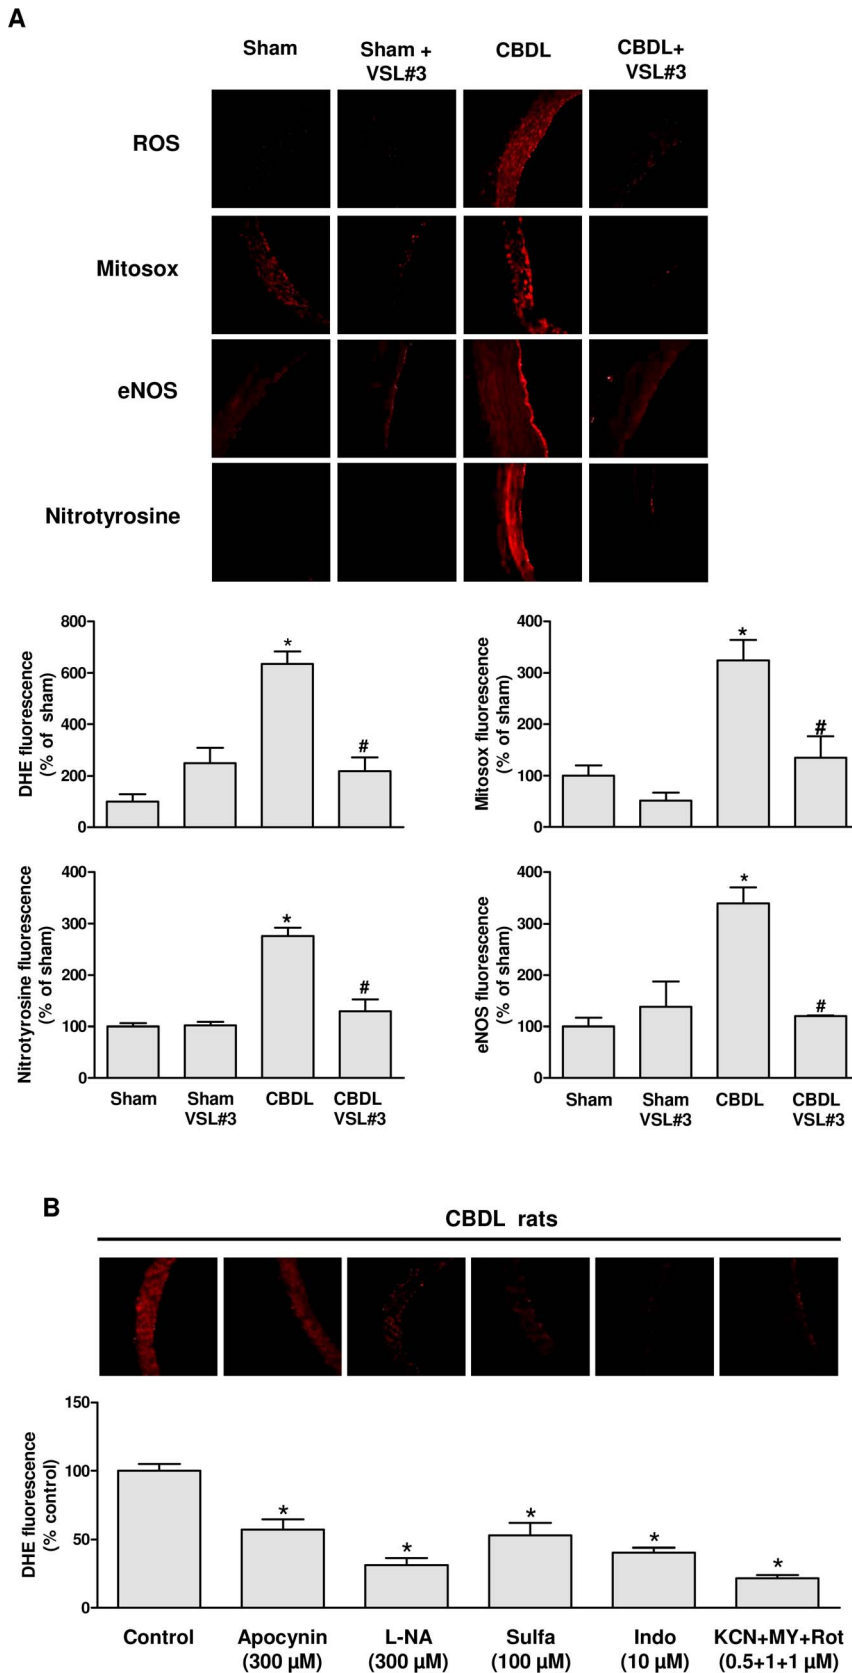 A
Sham Sham + CBDL CBDL+
VSL#3 VSL#3
ROS
Mitosox
eNOS
Nitrotyrosine
DHE fluorescence
(% of sham)
800
600
400
200
0
*
#
Mitosox fluorescence
(% of sham)
400
300
200
100
0
*
#
Nitrotyrosine fluorescence
(% of sham)
400
300
200
100
0
*
#
Sham Sham CBDL CBDL
VSL#3 VSL#3
eNOS fluorescence
(% of sham)
400
300
200
100
0
*
#
Sham Sham CBDL CBDL
VSL#3 VSL#3
B
CBDL rats
DHE fluorescence
(% control)
150
100
50
0
* * * * *
Control Apocynin L-NA Sulfa Indo KCN+MY+Rot
(300 µM) (300 µM) (100 µM) (10 µM) (0.5+1+1 µM)